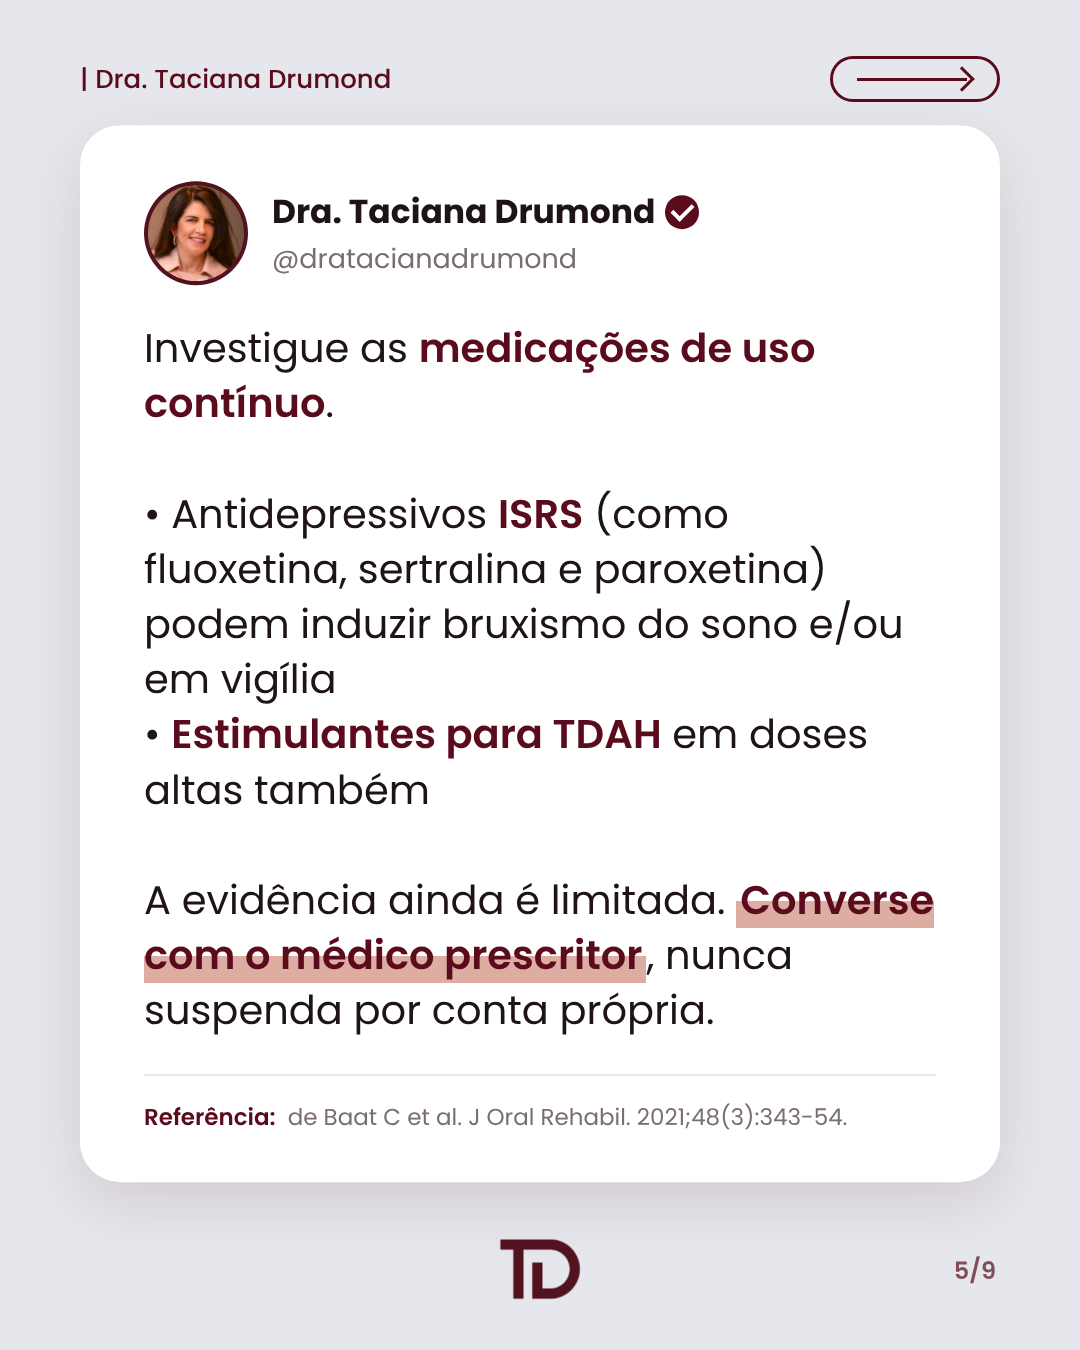 | Dra. Taciana Drumond
Dra. Taciana Drumond
@dratacianadrumond
Investigue as medicações de uso
contínuo.
• Antidepressivos ISRS (como
fluoxetina, sertralina e paroxetina)
podem induzir bruxismo do sono e/ou
em vigília
• Estimulantes para TDAH em doses
altas também
A evidência ainda é limitada. Converse
com o médico prescritor, nunca
suspenda por conta própria.
Referência: de Baat C et al. J Oral Rehabil. 2021;48(3):343-54.
TD
5/9